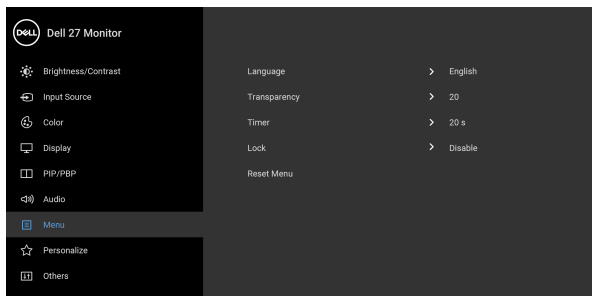 DELL Dell 27 Monitor
Brightness/Contrast
Input Source
Color
Display
PIP/PBP
Audio
Menu
Personalize
Others
Language English
Transparency 20
Timer 20 s
Lock Disable
Reset Menu